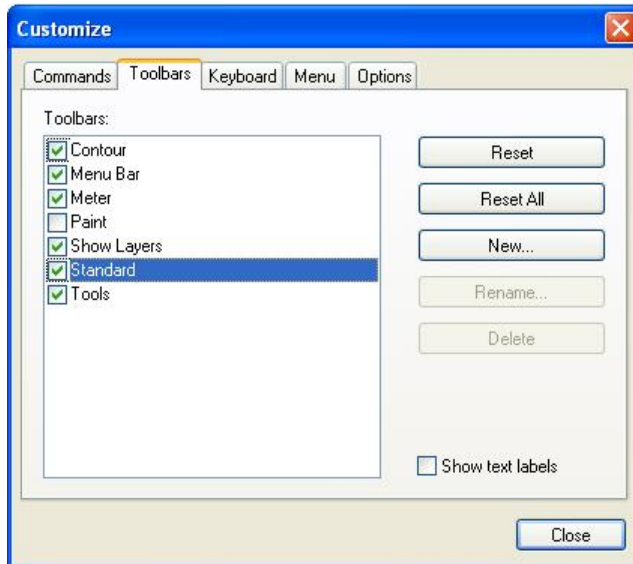 Customize
Commands Toolbars Keyboard Menu Options
Toolbars:
Contour
Menu Bar
Meter
Paint
Show Layers
Standard
Tools
Reset
Reset All
New...
Rename...
Delete
Show text labels
Close